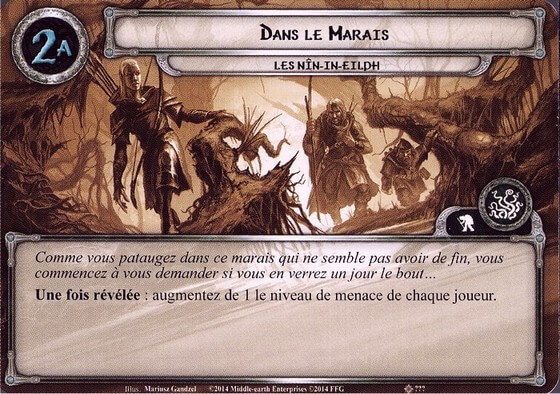 2A
Dans le Marais
Les Nîn-in-Eilph
Comme vous pataugez dans ce marais qui ne semble pas avoir de fin, vous
commencez à vous demander si vous en verrez un jour le bout…
Une fois révélée : augmentez de 1 le niveau de menace de chaque joueur.
Illus. Mariusz Gandzel ©2014 Middle-earth Enterprises ©2014 FFG ???